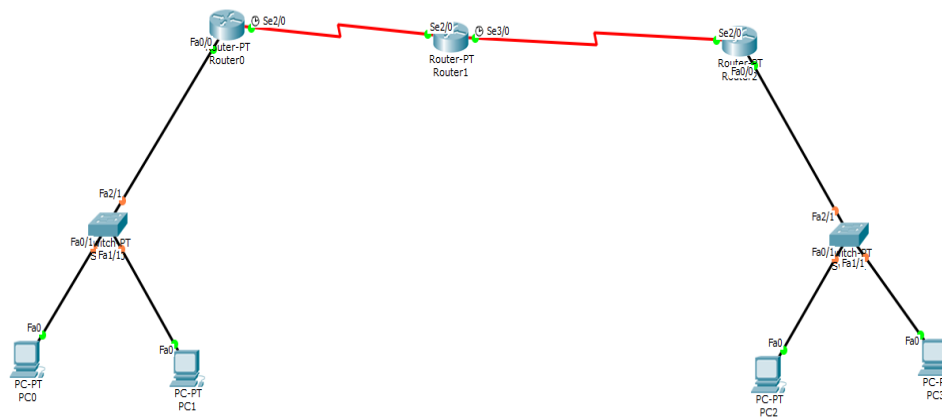 Se2/0
Fa0/0
Router0
Se2/0
Se3/0
Router-PT
Router1
Se2/0
Fa0/0
Fa2/1
Fa0/1
Fa1/1
Fa0
PC-PT
PC0
Fa0
PC-PT
PC1
Fa2/1
Fa0/1
Fa1/1
Fa0
PC-PT
PC2
Fa0